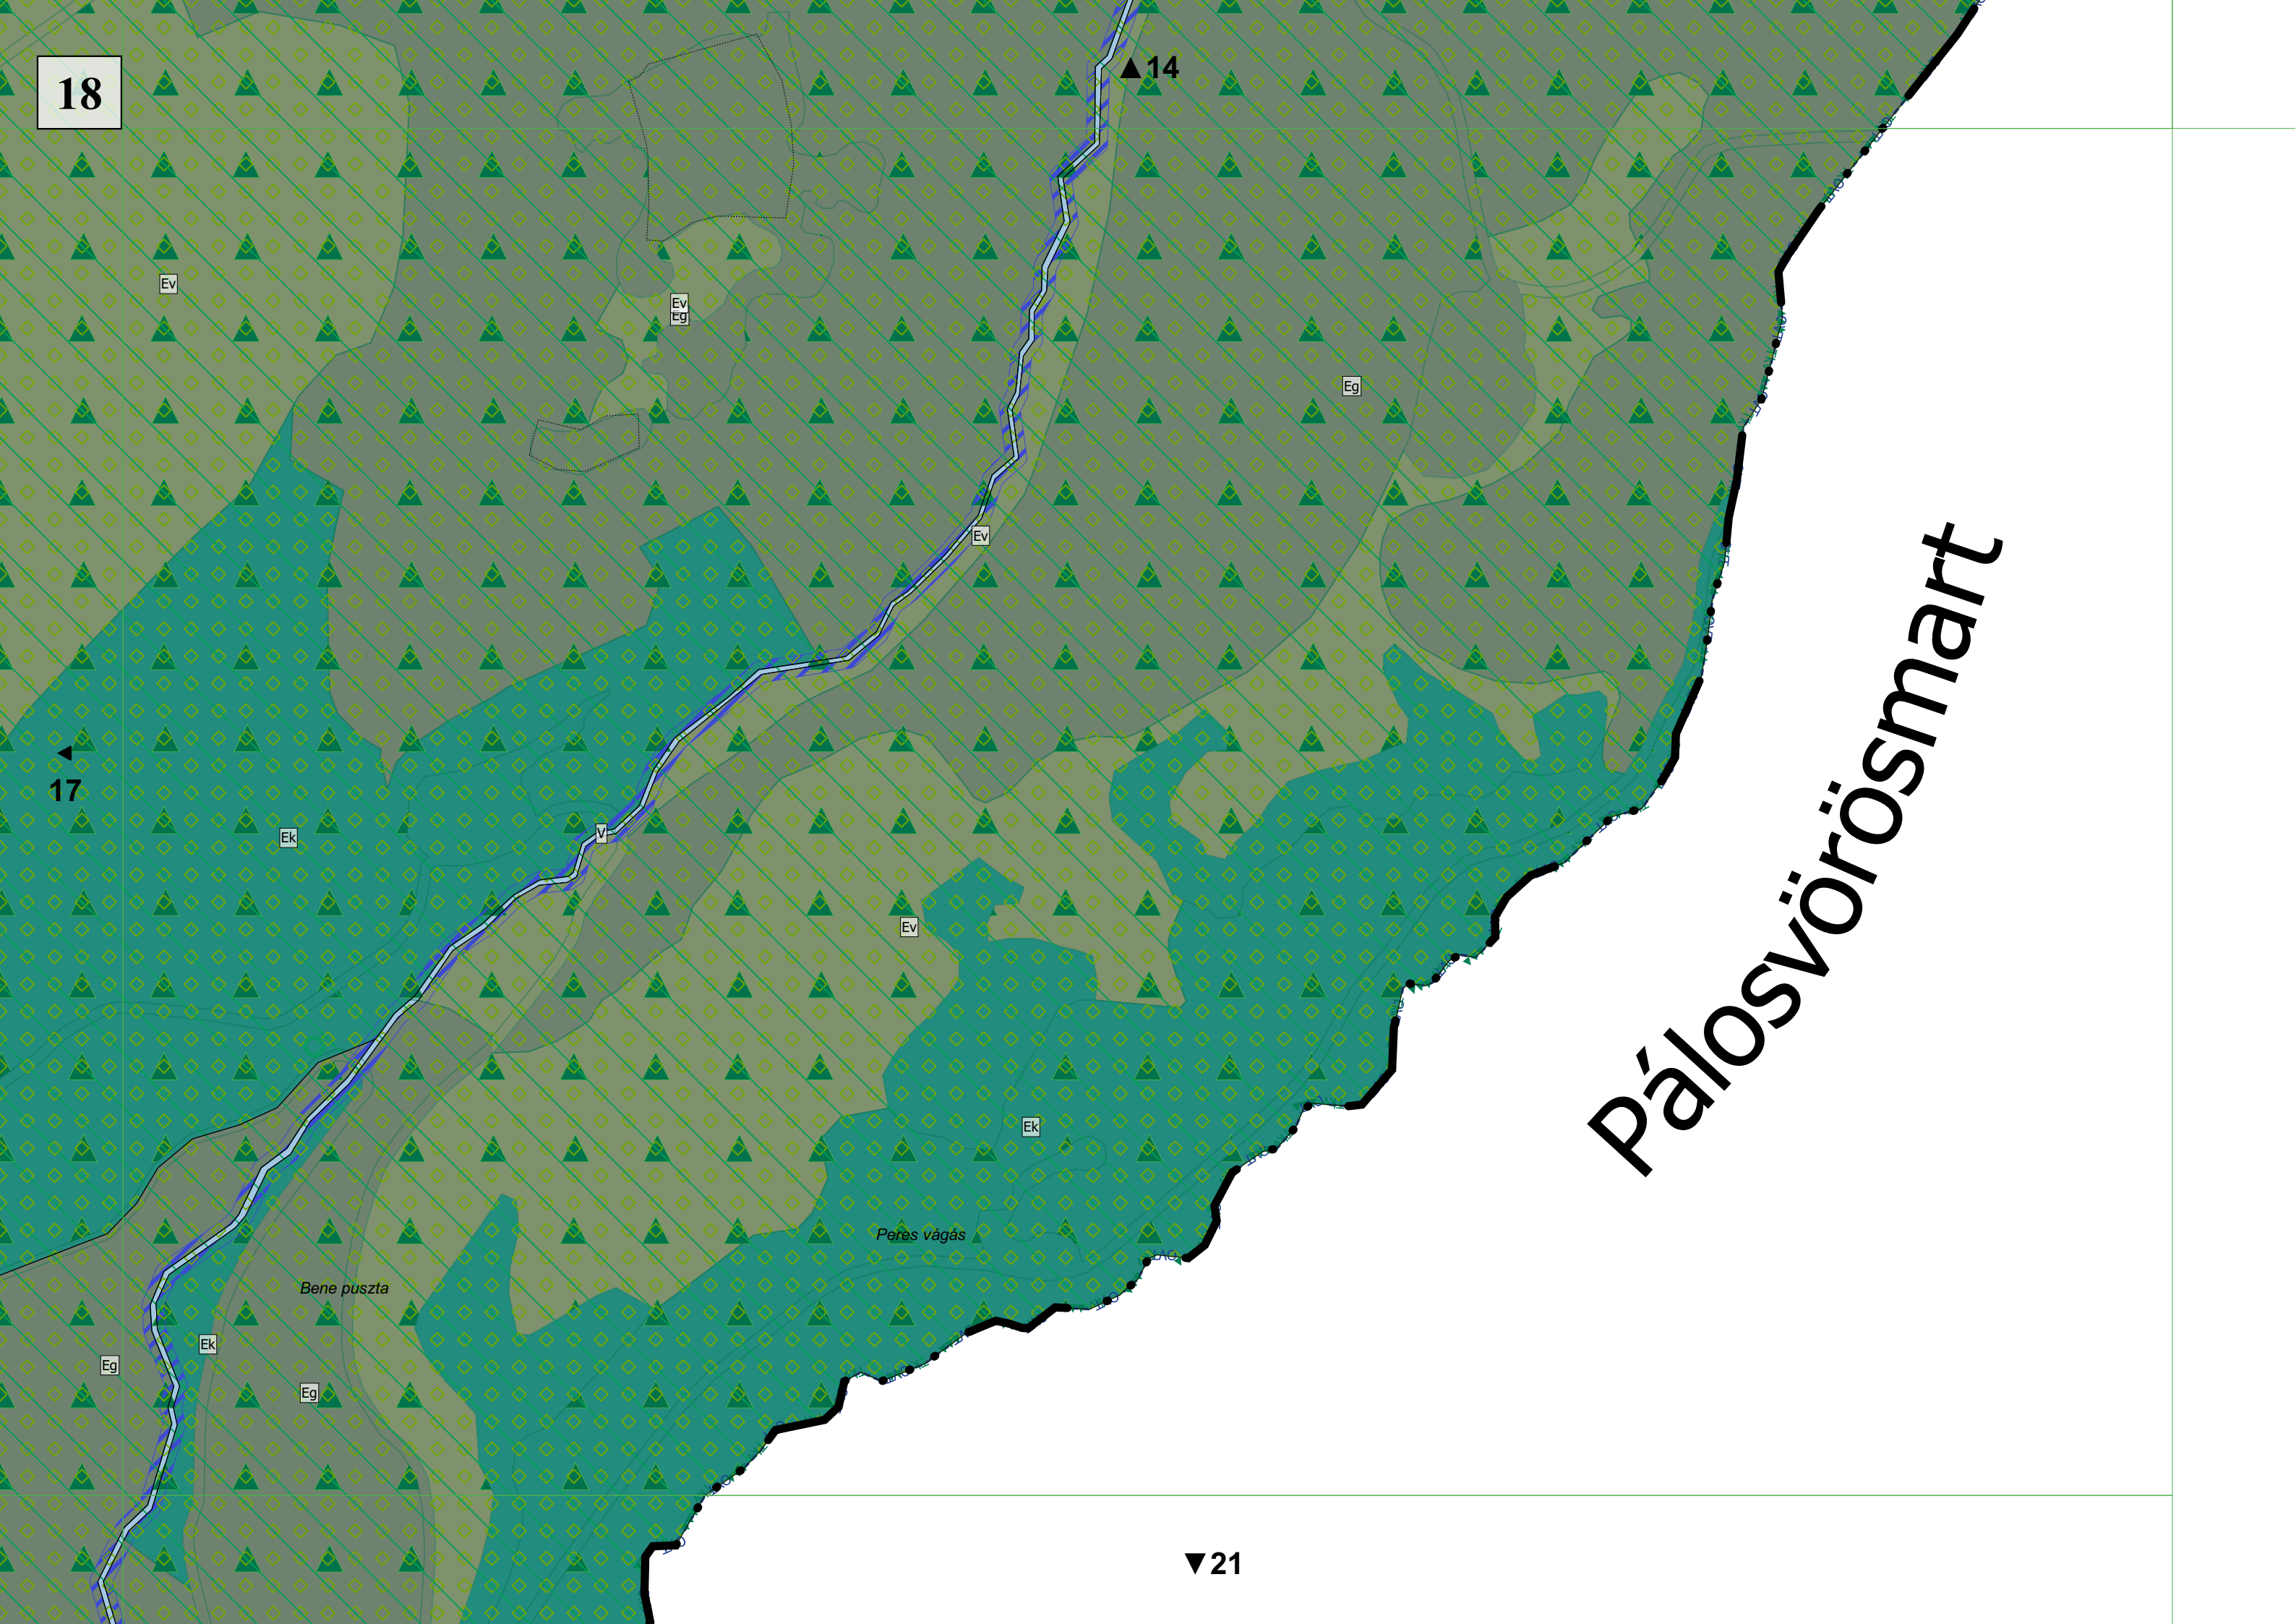 18
▲14
Ev
Ev
Eg
Eg
Ev
Pálosvörösmart
◀
17
Ek
V
Ev
Ek
Peres vágás
Bene puszta
Ek
Eg
Eg
▼21